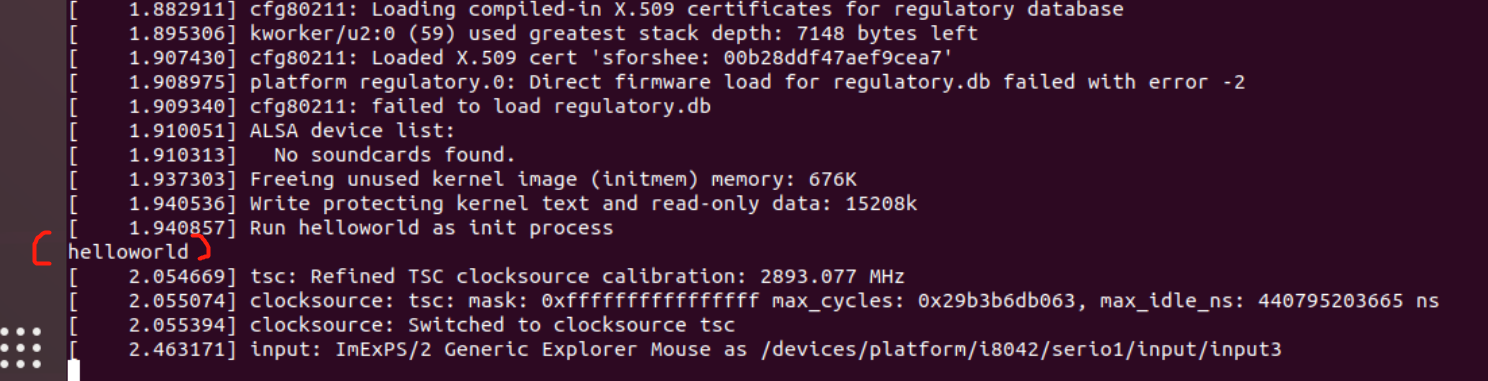 [    1.882911] cfg80211: Loading compiled-in X.509 certificates for regulatory database
[    1.895306] kworker/u2:0 (59) used greatest stack depth: 7148 bytes left
[    1.907430] cfg80211: Loaded X.509 cert 'sforshee: 00b28ddf47aef9cea7'
[    1.908975] platform regulatory.0: Direct firmware load for regulatory.db failed with error -2
[    1.909340] cfg80211: failed to load regulatory.db
[    1.910051] ALSA device list:
[    1.910313]   No soundcards found.
[    1.937303] Freeing unused kernel image (initmem) memory: 676K
[    1.940536] Write protecting kernel text and read-only data: 15208k
[    1.940857] Run helloworld as init process
helloworld
[    2.054669] tsc: Refined TSC clocksource calibration: 2893.077 MHz
[    2.055074] clocksource: tsc: mask: 0xffffffffffffffff max_cycles: 0x29b3b6db063, max_idle_ns: 440795203665 ns
[    2.055394] clocksource: Switched to clocksource tsc
[    2.463171] input: ImExPS/2 Generic Explorer Mouse as /devices/platform/i8042/serio1/input/input3